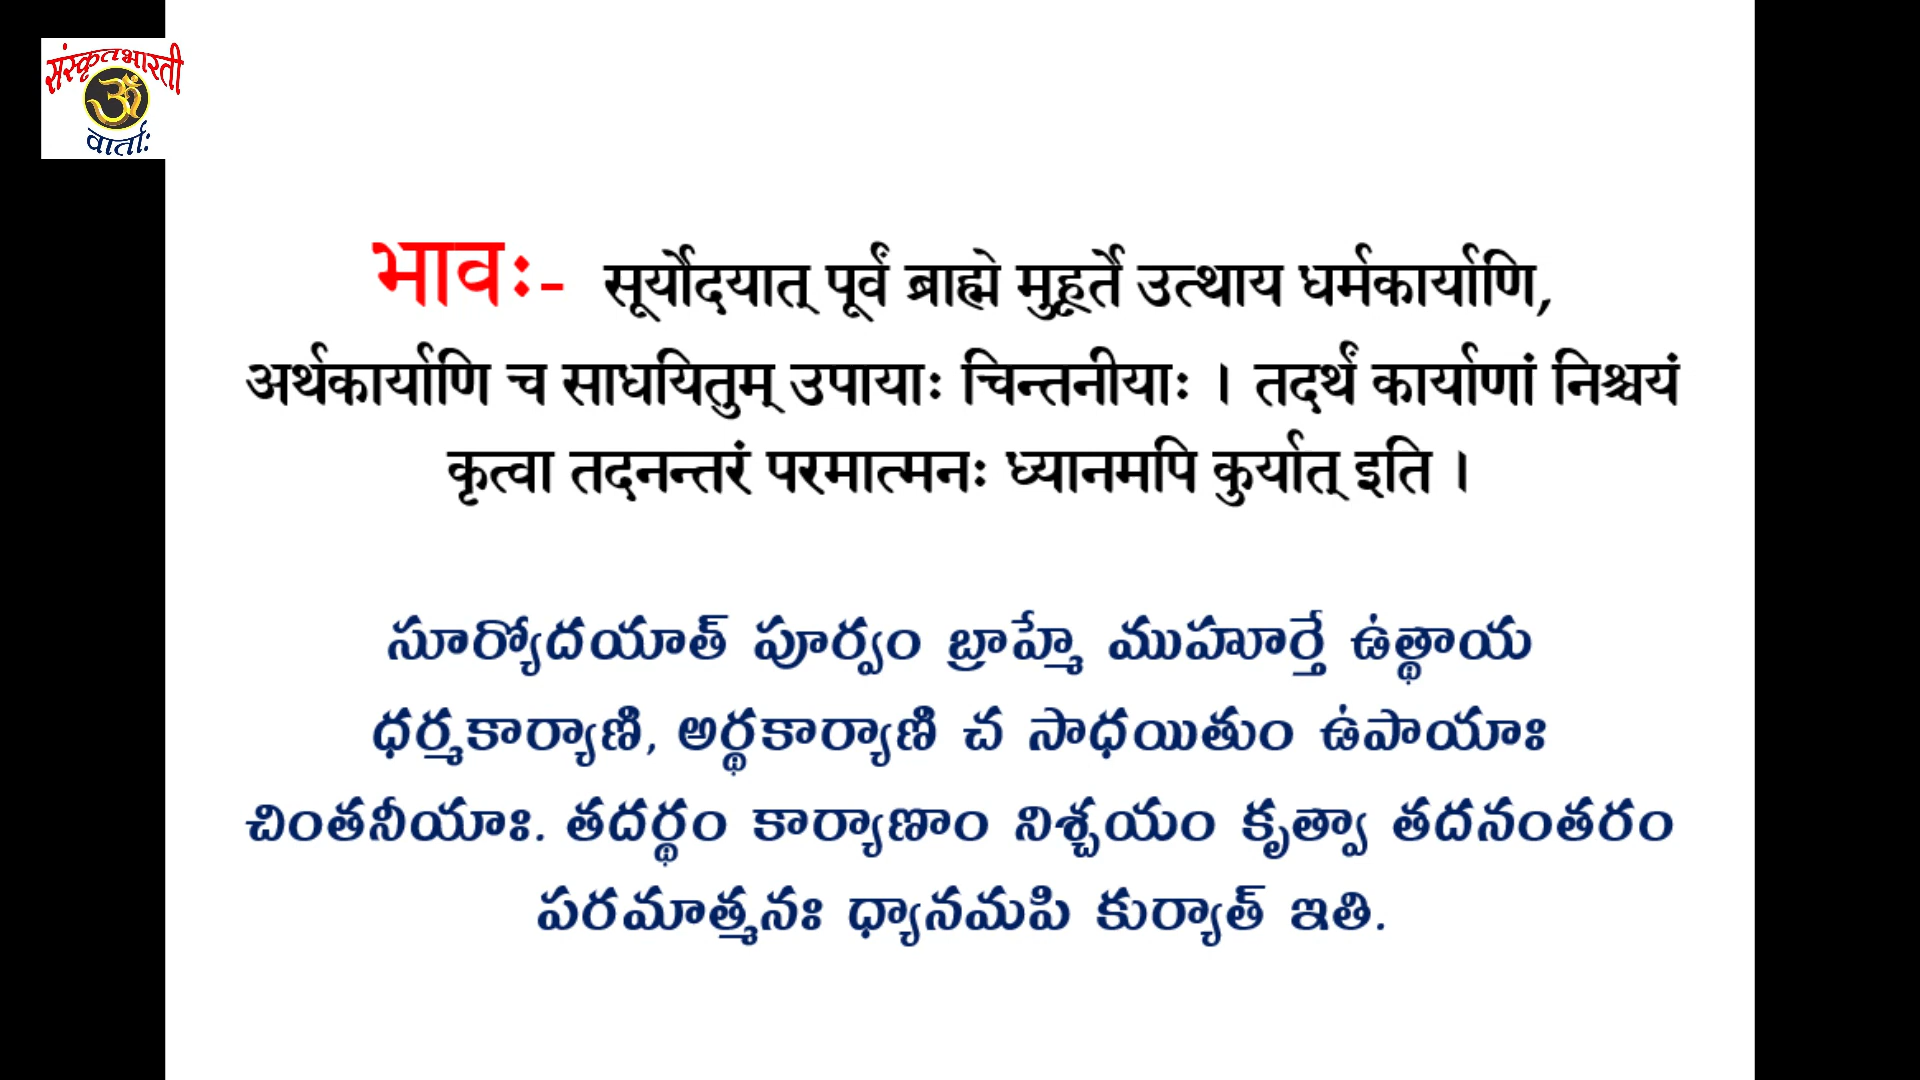 संस्कृतभारती
ॐ
वार्ताः
भावः- सूर्योदयात् पूर्वं ब्राह्मे मुहूर्ते उत्थाय धर्मकार्याणि,
अर्थकार्याणि च साधयितुम् उपायाः चिन्तनीयाः । तदर्थं कार्याणां निश्चयं
कृत्वा तदनन्तरं परमात्मनः ध्यानमपि कुर्यात् इति ।
సూర్యోదయాత్ పూర్వం బ్రాహ్మే ముహూర్తే ఉత్థాయ
ధర్మకార్యాణి, అర్థకార్యాణి చ సాధయితుం ఉపాయాః
చింతనీయాః. తదర్థం కార్యాణాం నిశ్చయం కృత్వా తదనంతరం
పరమాత్మనః ధ్యానమపి కుర్యాత్ ఇతి.